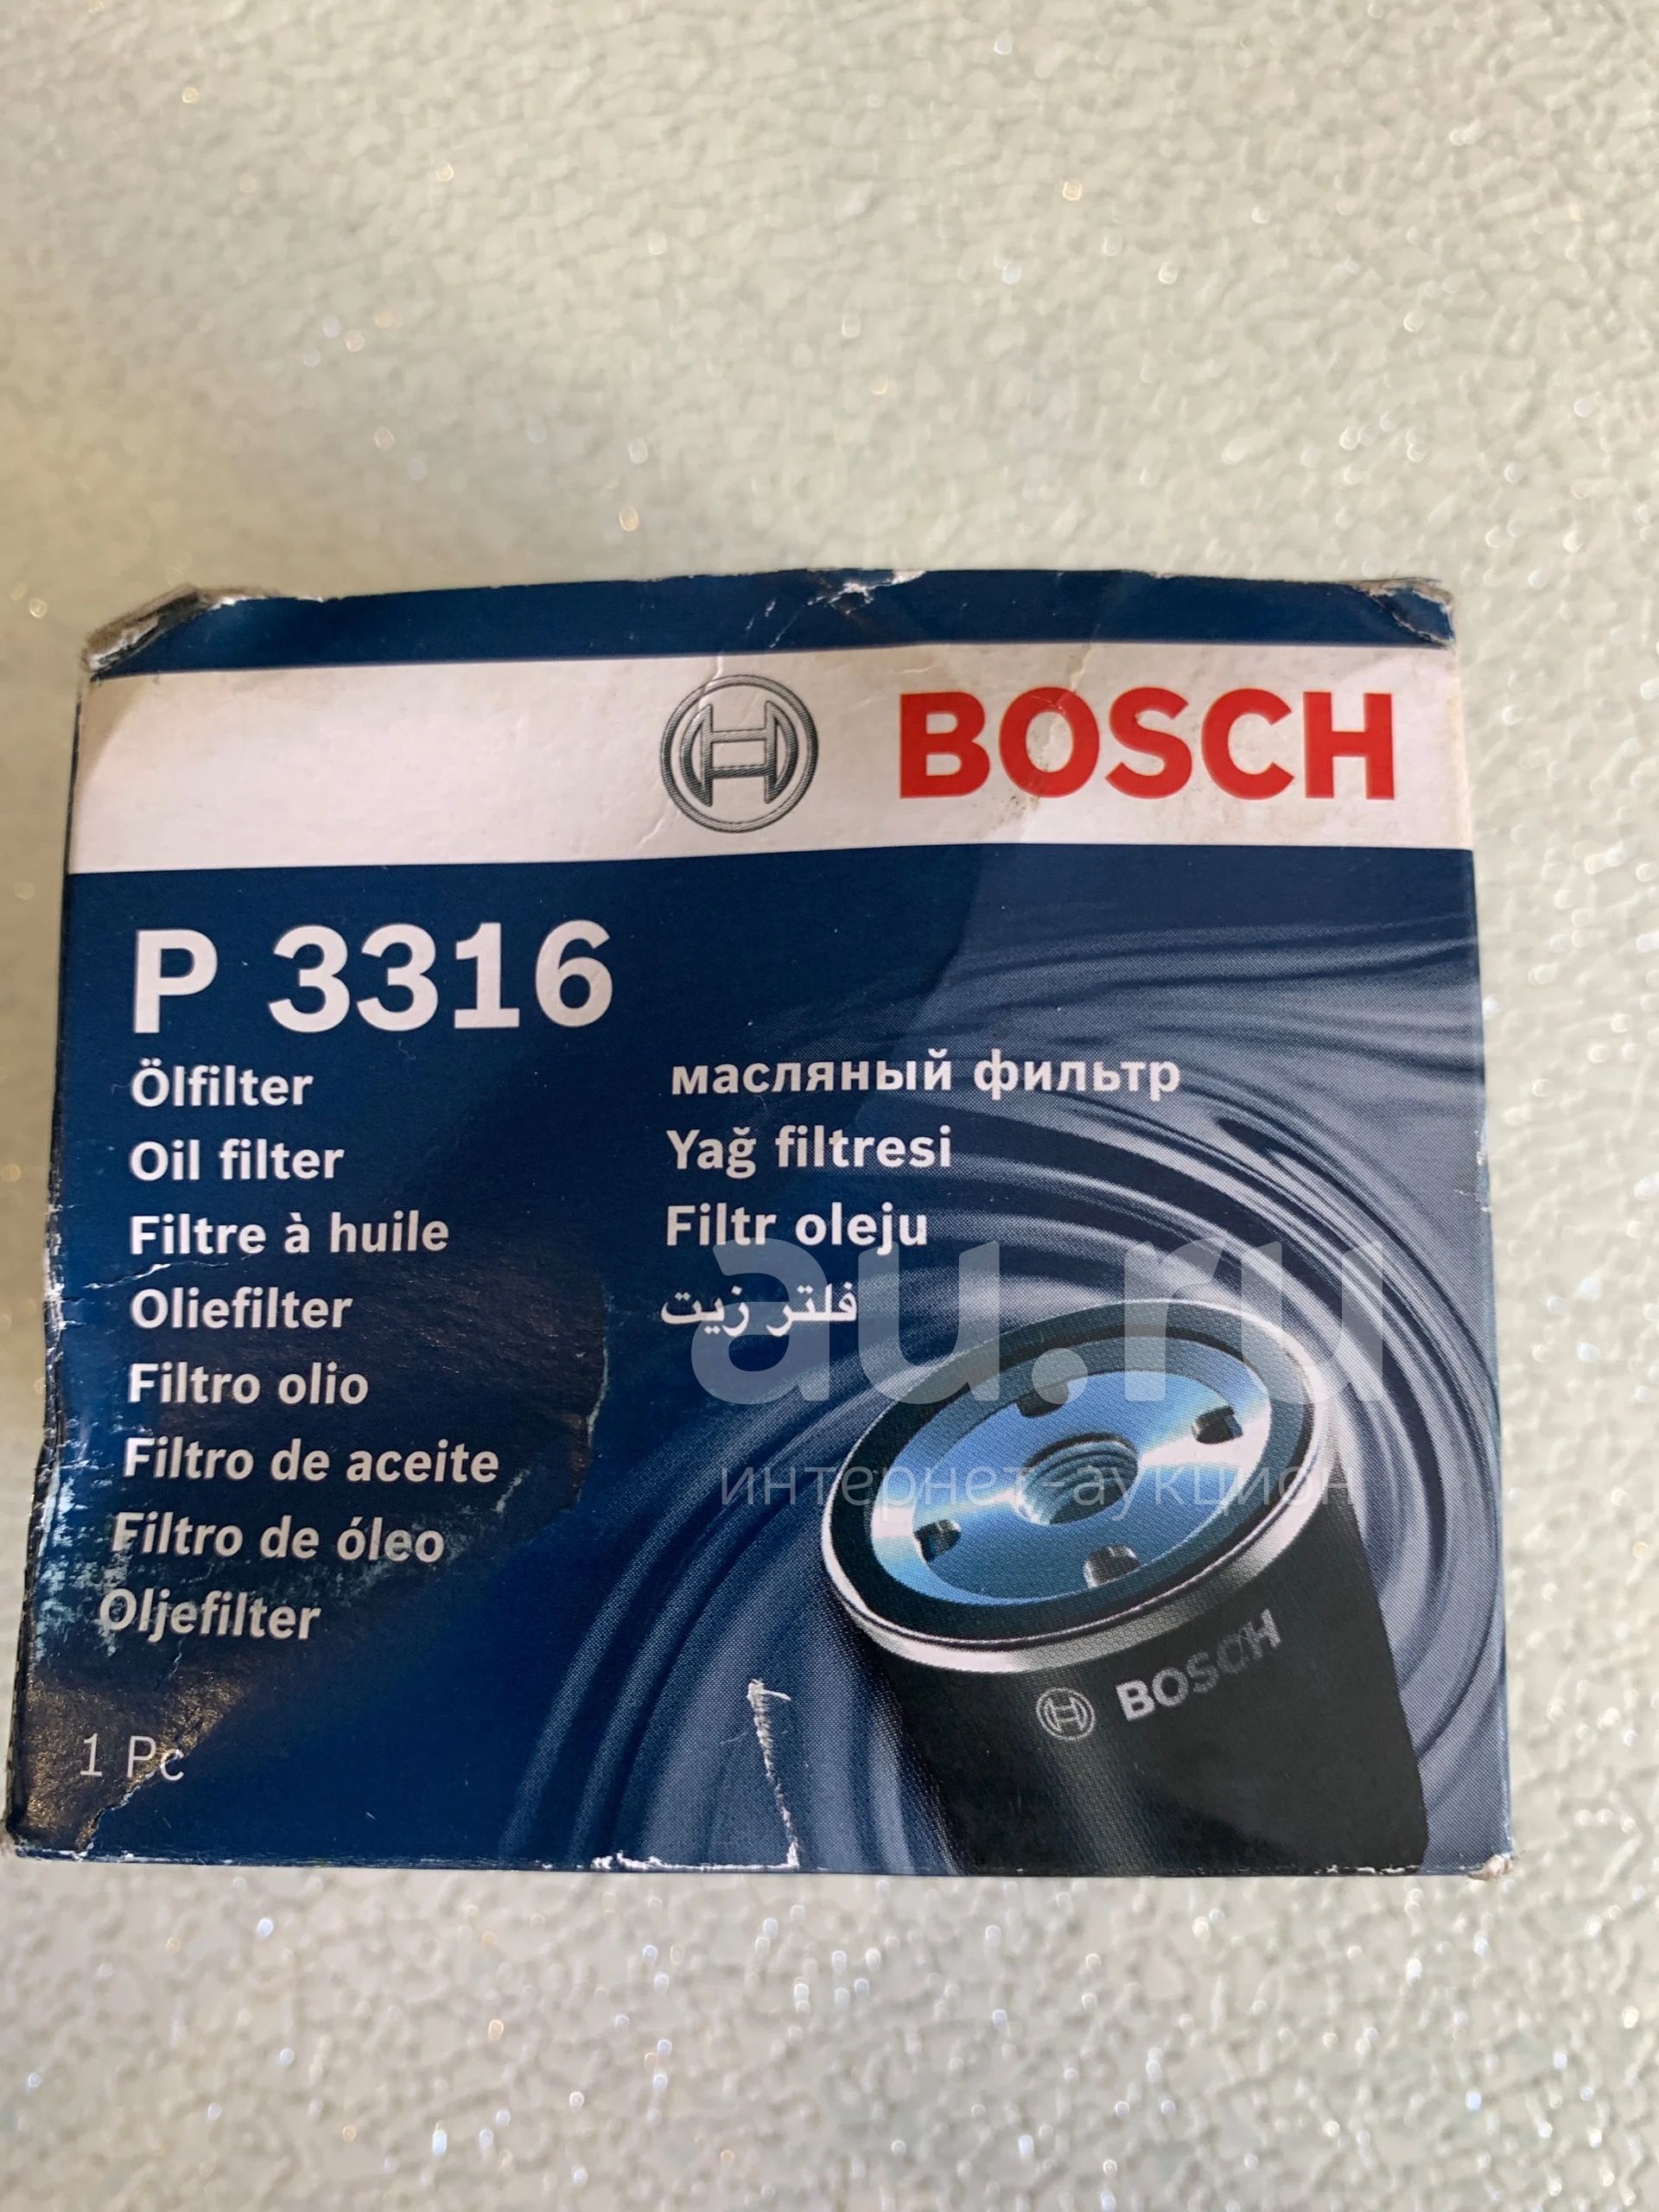 BOSCH
P 3316
Ölfilter
Oil filter
Filtre à huile
Oliefilter
Filtro olio
Filtro de aceite
Filtro de óleo
Oljefilter
1 Pc
масляный фильтр
Yağ filtresi
Filtr oleju
فلتر زيت
BOSCH
au.ru
интернет-аукцион